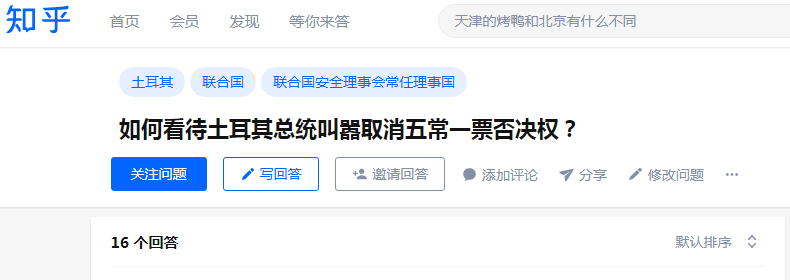 知乎 首页 会员 发现 等你来答 天津的烤鸭和北京有什么不同
土耳其 联合国 联合国安全理事会常任理事国
如何看待土耳其总统叫嚣取消五常一票否决权？
关注问题 写回答 邀请回答 添加评论 分享 修改问题 ...
16 个回答 默认排序